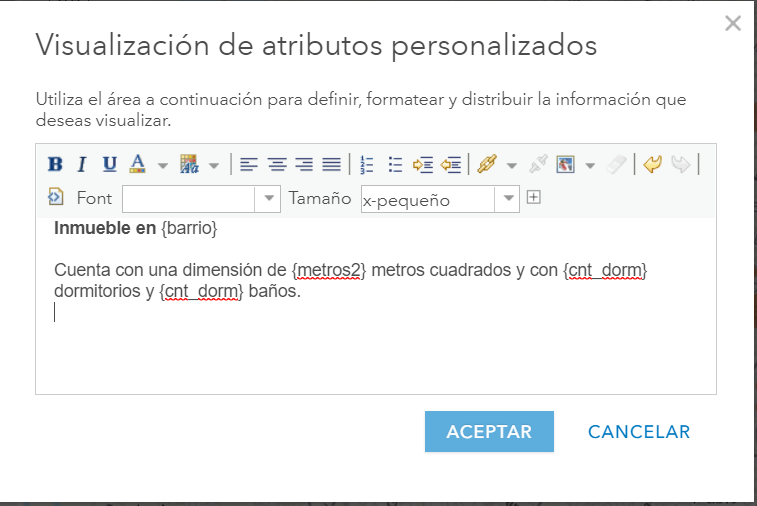 Visualización de atributos personalizados
Utiliza el área a continuación para definir, formatear y distribuir la información que
deseas visualizar.
B I U A Aa
Font Tamaño x-pequeño
Inmueble en {barrio}
Cuenta con una dimensión de {metros2} metros cuadrados y con {cnt_dorm}
dormitorios y {cnt_dorm} baños.
ACEPTAR CANCELAR